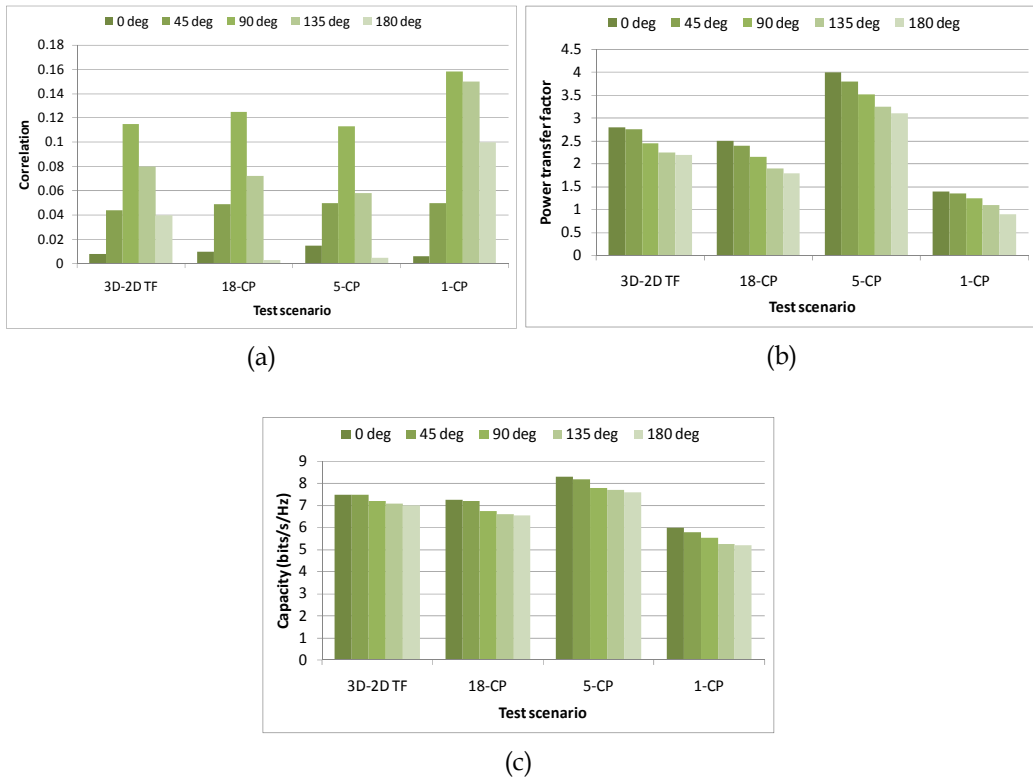 0 deg 45 deg 90 deg 135 deg 180 deg
0.18
0.16
0.14
0.12
0.1
0.08
0.06
0.04
0.02
0
Correlation
3D-2D TF 18-CP 5-CP 1-CP
Test scenario
(a)
0 deg 45 deg 90 deg 135 deg 180 deg
4.5
4
3.5
3
2.5
2
1.5
1
0.5
0
Power transfer factor
3D-2D TF 18-CP 5-CP 1-CP
Test scenario
(b)
0 deg 45 deg 90 deg 135 deg 180 deg
9
8
7
6
5
4
3
2
1
0
Capacity (bits/s/Hz)
3D-2D TF 18-CP 5-CP 1-CP
Test scenario
(c)